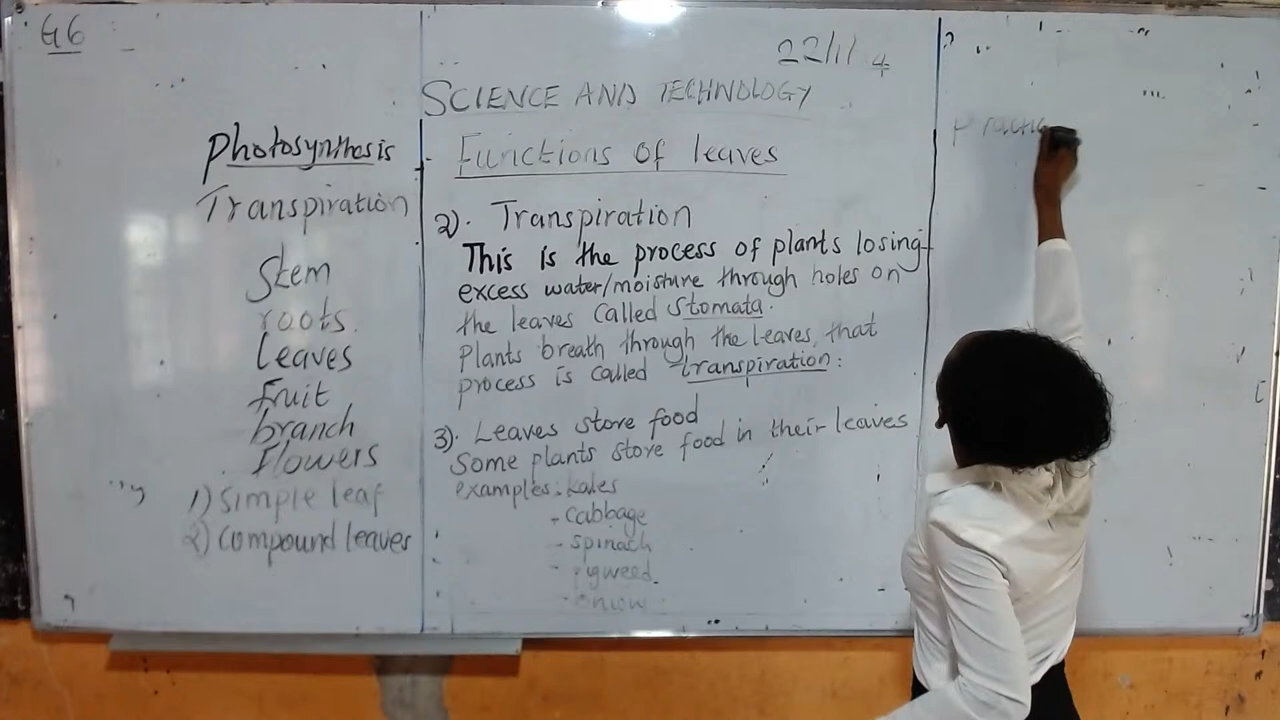 G6
22/11/4
SCIENCE AND TECHNOLOGY
Photosynthesis
Transpiration
Stem
roots
Leaves
Fruit
branch
Flowers
1) Simple leaf
2) Compound leaves
Functions of leaves
2). Transpiration
This is the process of plants losing
excess water/moisture through holes on
the leaves called stomata.
Plants breath through the leaves, that
process is called transpiration:
3). Leaves store food
Some plants store food in their leaves
examples: kales
- cabbage
- spinach
- pigweed.
- onion